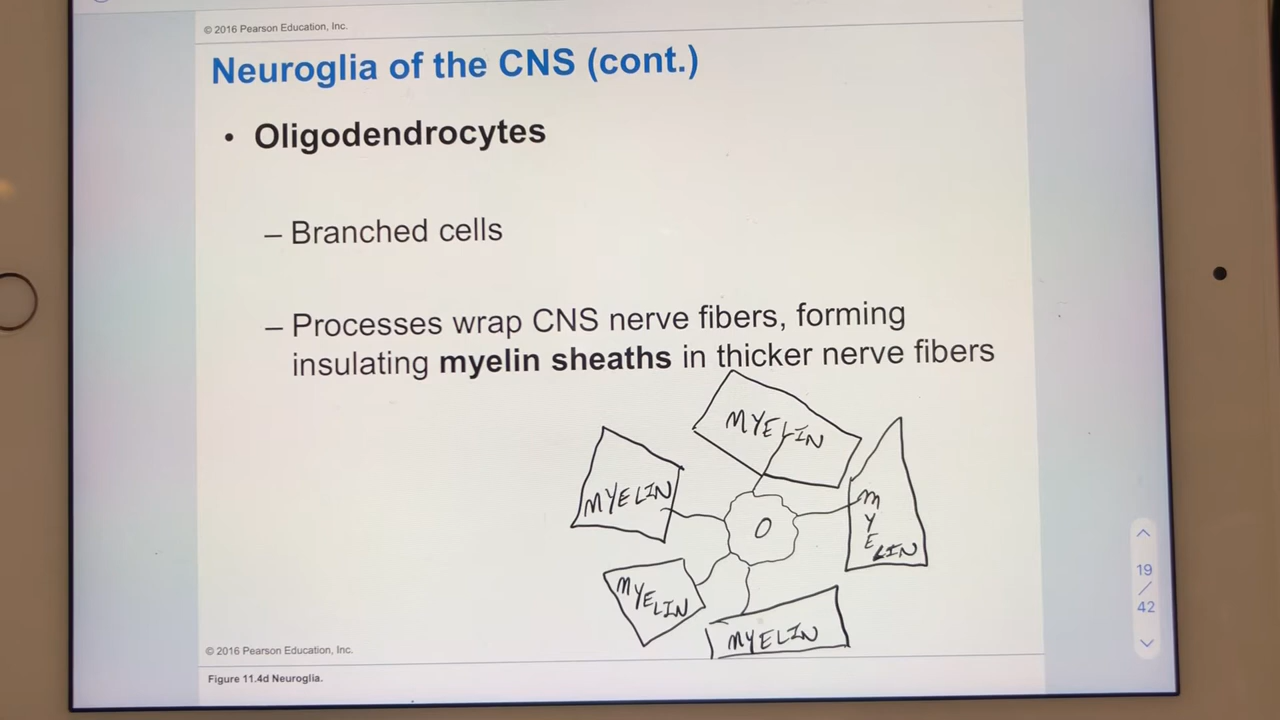 © 2016 Pearson Education, Inc.
Neuroglia of the CNS (cont.)
• Oligodendrocytes
– Branched cells
– Processes wrap CNS nerve fibers, forming
insulating myelin sheaths in thicker nerve fibers
MYELIN
MYELIN
MYELIN
O
MYELIN
MYELIN
19
/
42
© 2016 Pearson Education, Inc.
Figure 11.4d Neuroglia.